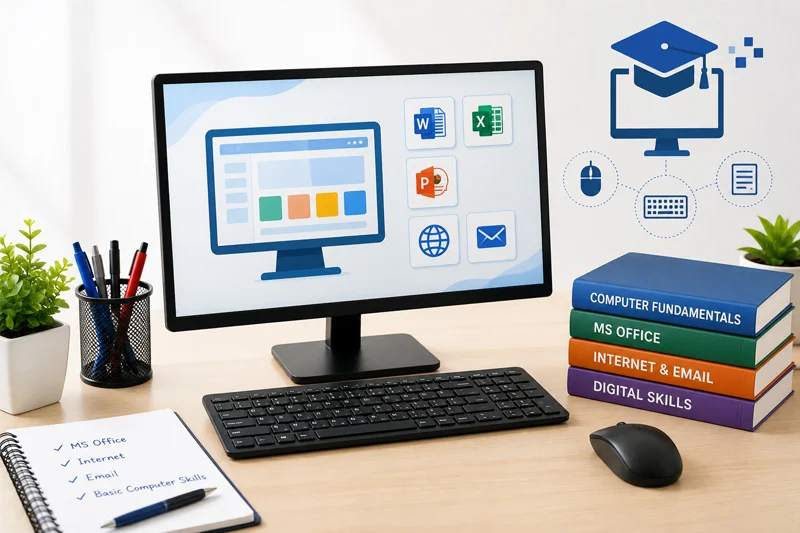 W
X
P
COMPUTER FUNDAMENTALS
MS OFFICE
INTERNET & EMAIL
DIGITAL SKILLS
✓ MS Office
✓ Internet
✓ Email
✓ Basic Computer Skills